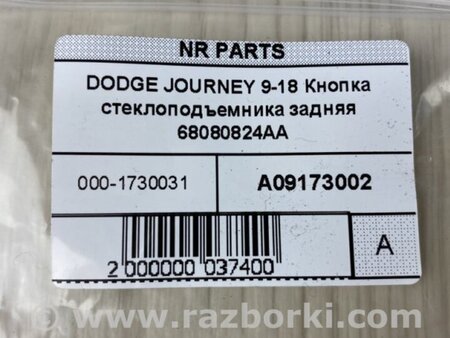 NR PARTS
DODGE JOURNEY 9-18 Кнопка
стеклоподъемника задняя
68080824AA
000-1730031
A09173002
2 000000 037400
A
www.razborki.com